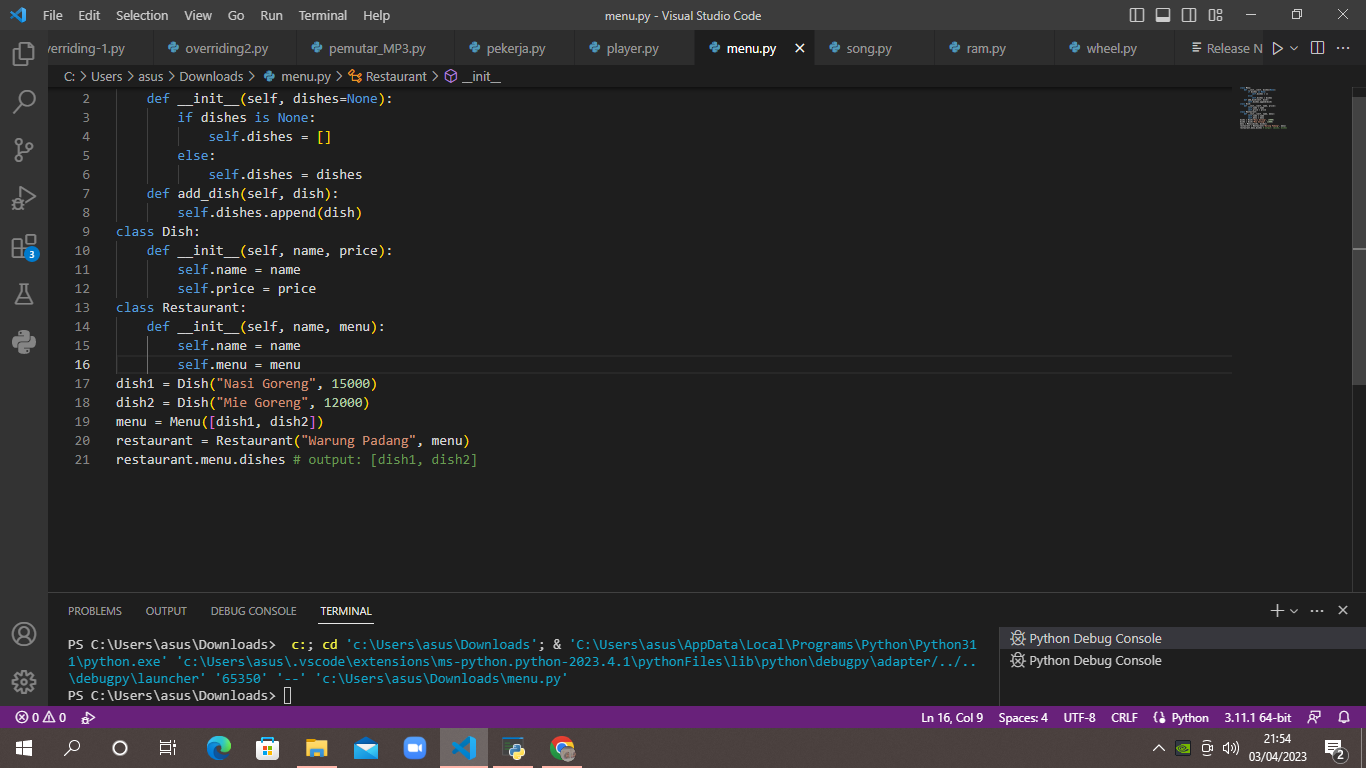 File Edit Selection View Go Run Terminal Help menu.py - Visual Studio Code
verriding-1.py overriding2.py pemutar_MP3.py pekerja.py player.py menu.py song.py ram.py wheel.py Release N
C: > Users > asus > Downloads > menu.py > Restaurant > __init__
2 def __init__(self, dishes=None):
3 if dishes is None:
4 self.dishes = []
5 else:
6 self.dishes = dishes
7 def add_dish(self, dish):
8 self.dishes.append(dish)
9 class Dish:
10 def __init__(self, name, price):
11 self.name = name
12 self.price = price
13 class Restaurant:
14 def __init__(self, name, menu):
15 self.name = name
16 self.menu = menu
17 dish1 = Dish("Nasi Goreng", 15000)
18 dish2 = Dish("Mie Goreng", 12000)
19 menu = Menu([dish1, dish2])
20 restaurant = Restaurant("Warung Padang", menu)
21 restaurant.menu.dishes # output: [dish1, dish2]
3
PROBLEMS OUTPUT DEBUG CONSOLE TERMINAL
PS C:\Users\asus\Downloads> c:; cd 'c:\Users\asus\Downloads'; & 'C:\Users\asus\AppData\Local\Programs\Python\Python31
1\python.exe' 'c:\Users\asus\.vscode\extensions\ms-python.python-2023.4.1\pythonFiles\lib\python\debugpy\adapter/../..
\debugpy\launcher' '65350' '--' 'c:\Users\asus\Downloads\menu.py'
PS C:\Users\asus\Downloads>
Python Debug Console
Python Debug Console
0 0 Ln 16, Col 9 Spaces: 4 UTF-8 CRLF Python 3.11.1 64-bit
21:54
03/04/2023
2